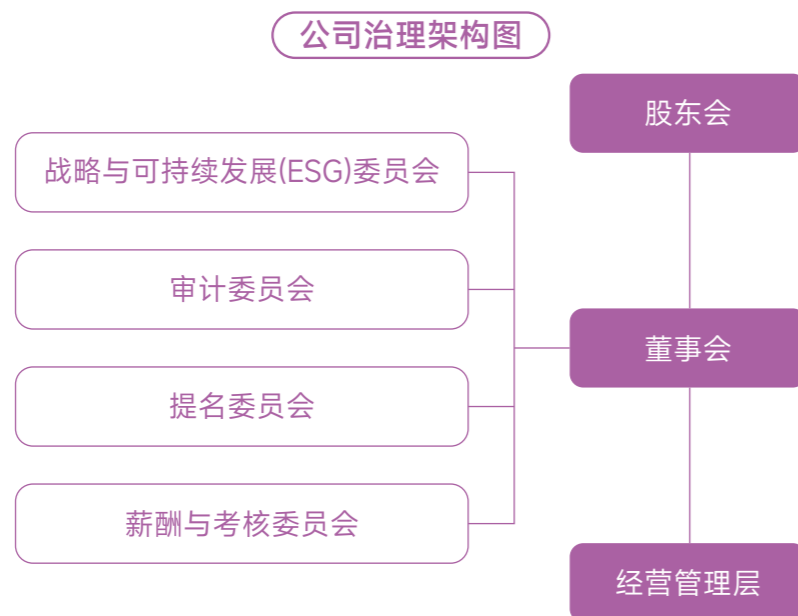 公司治理架构图
股东会
战略与可持续发展(ESG)委员会
审计委员会
董事会
提名委员会
薪酬与考核委员会
经营管理层